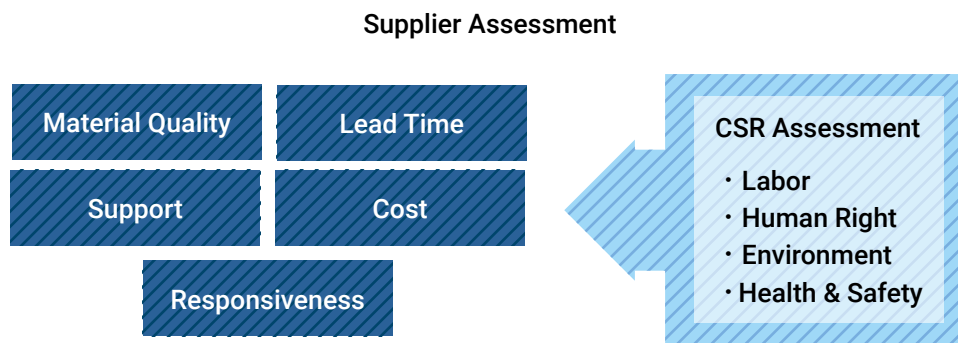 Supplier Assessment
Material Quality
Lead Time
Support
Cost
Responsiveness
CSR Assessment
・Labor
・Human Right
・Environment
・Health & Safety